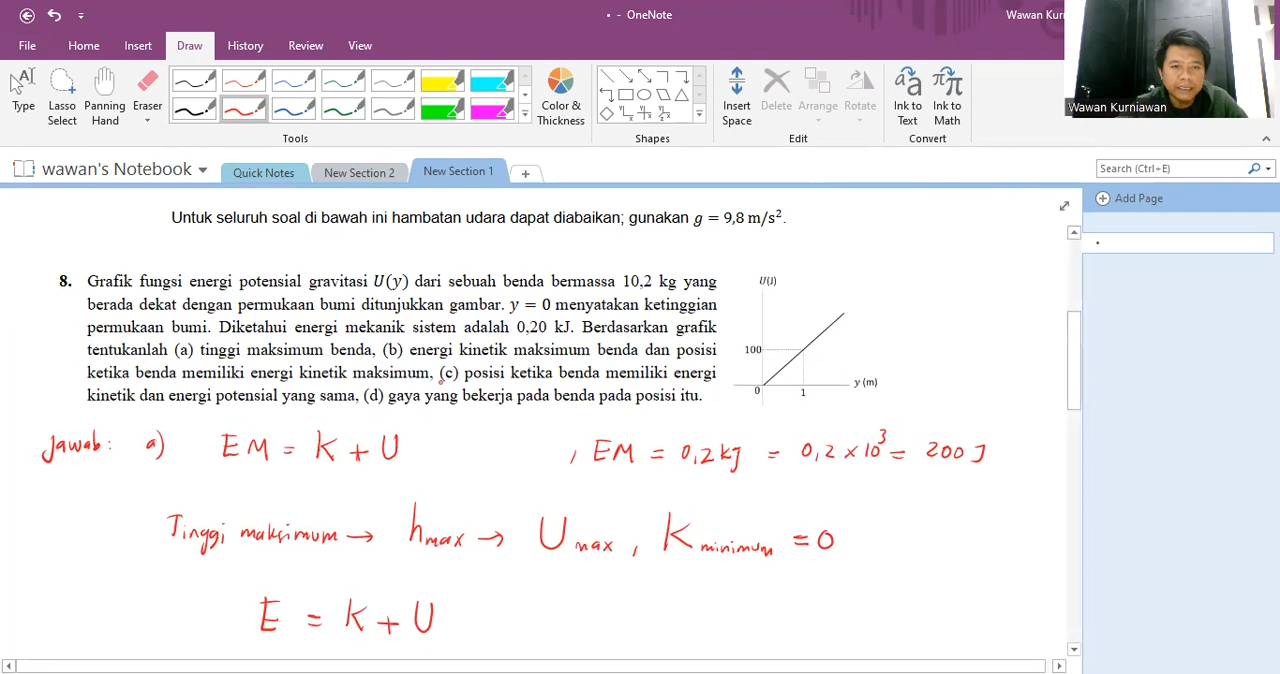 • - OneNote
Wawan Kur
File Home Insert Draw History Review View
Type
Lasso Select
Panning Hand
Eraser
Color & Thickness
Insert Space
Delete
Arrange
Rotate
Ink to Text
Ink to Math
Tools
Shapes
Edit
Convert
Wawan Kurniawan
wawan's Notebook
Quick Notes
New Section 2
New Section 1
Search (Ctrl+E)
Add Page
Untuk seluruh soal di bawah ini hambatan udara dapat diabaikan; gunakan g = 9,8 m/s².
8. Grafik fungsi energi potensial gravitasi U(y) dari sebuah benda bermassa 10,2 kg yang
berada dekat dengan permukaan bumi ditunjukkan gambar. y = 0 menyatakan ketinggian
permukaan bumi. Diketahui energi mekanik sistem adalah 0,20 kJ. Berdasarkan grafik
tentukanlah (a) tinggi maksimum benda, (b) energi kinetik maksimum benda dan posisi
ketika benda memiliki energi kinetik maksimum, (c) posisi ketika benda memiliki energi
kinetik dan energi potensial yang sama, (d) gaya yang bekerja pada benda pada posisi itu.
U(J)
100
0
1
y (m)
Jawab: a) EM = K + U , EM = 0,2 kJ = 0,2 × 10³ = 200 J
Tinggi maksimum → hmax → Umax, Kminimum = 0
E = K + U